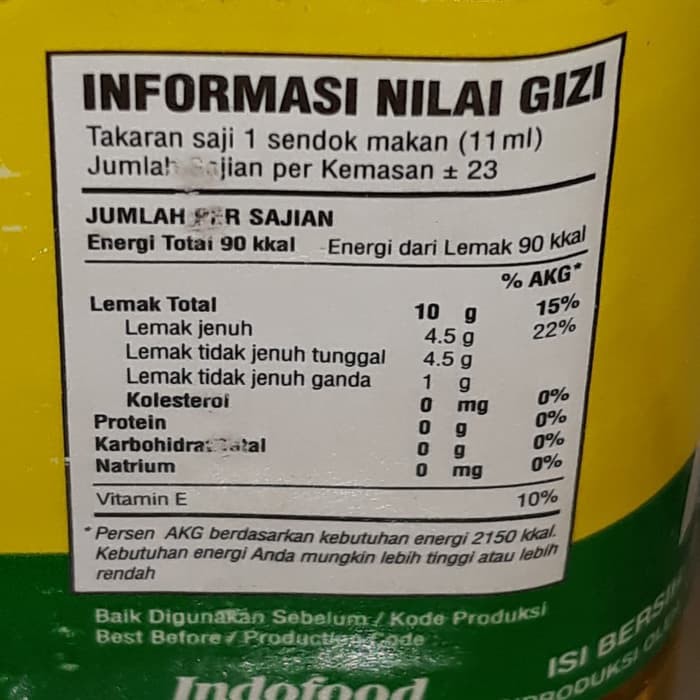 INFORMASI NILAI GIZI
Takaran saji 1 sendok makan (11 ml)
Jumlah Sajian per Kemasan ± 23
JUMLAH PER SAJIAN
Energi Total 90 kkal Energi dari Lemak 90 kkal
% AKG*
Lemak Total 10 g 15%
Lemak jenuh 4.5 g 22%
Lemak tidak jenuh tunggal 4.5 g
Lemak tidak jenuh ganda 1 g
Kolesterol 0 mg 0%
Protein 0 g 0%
Karbohidrat Total 0 g 0%
Natrium 0 mg 0%
Vitamin E 10%
* Persen AKG berdasarkan kebutuhan energi 2150 kkal.
Kebutuhan energi Anda mungkin lebih tinggi atau lebih
rendah
Baik Digunakan Sebelum / Kode Produksi
Best Before / Production Code
ISI BERSIH
Indofood